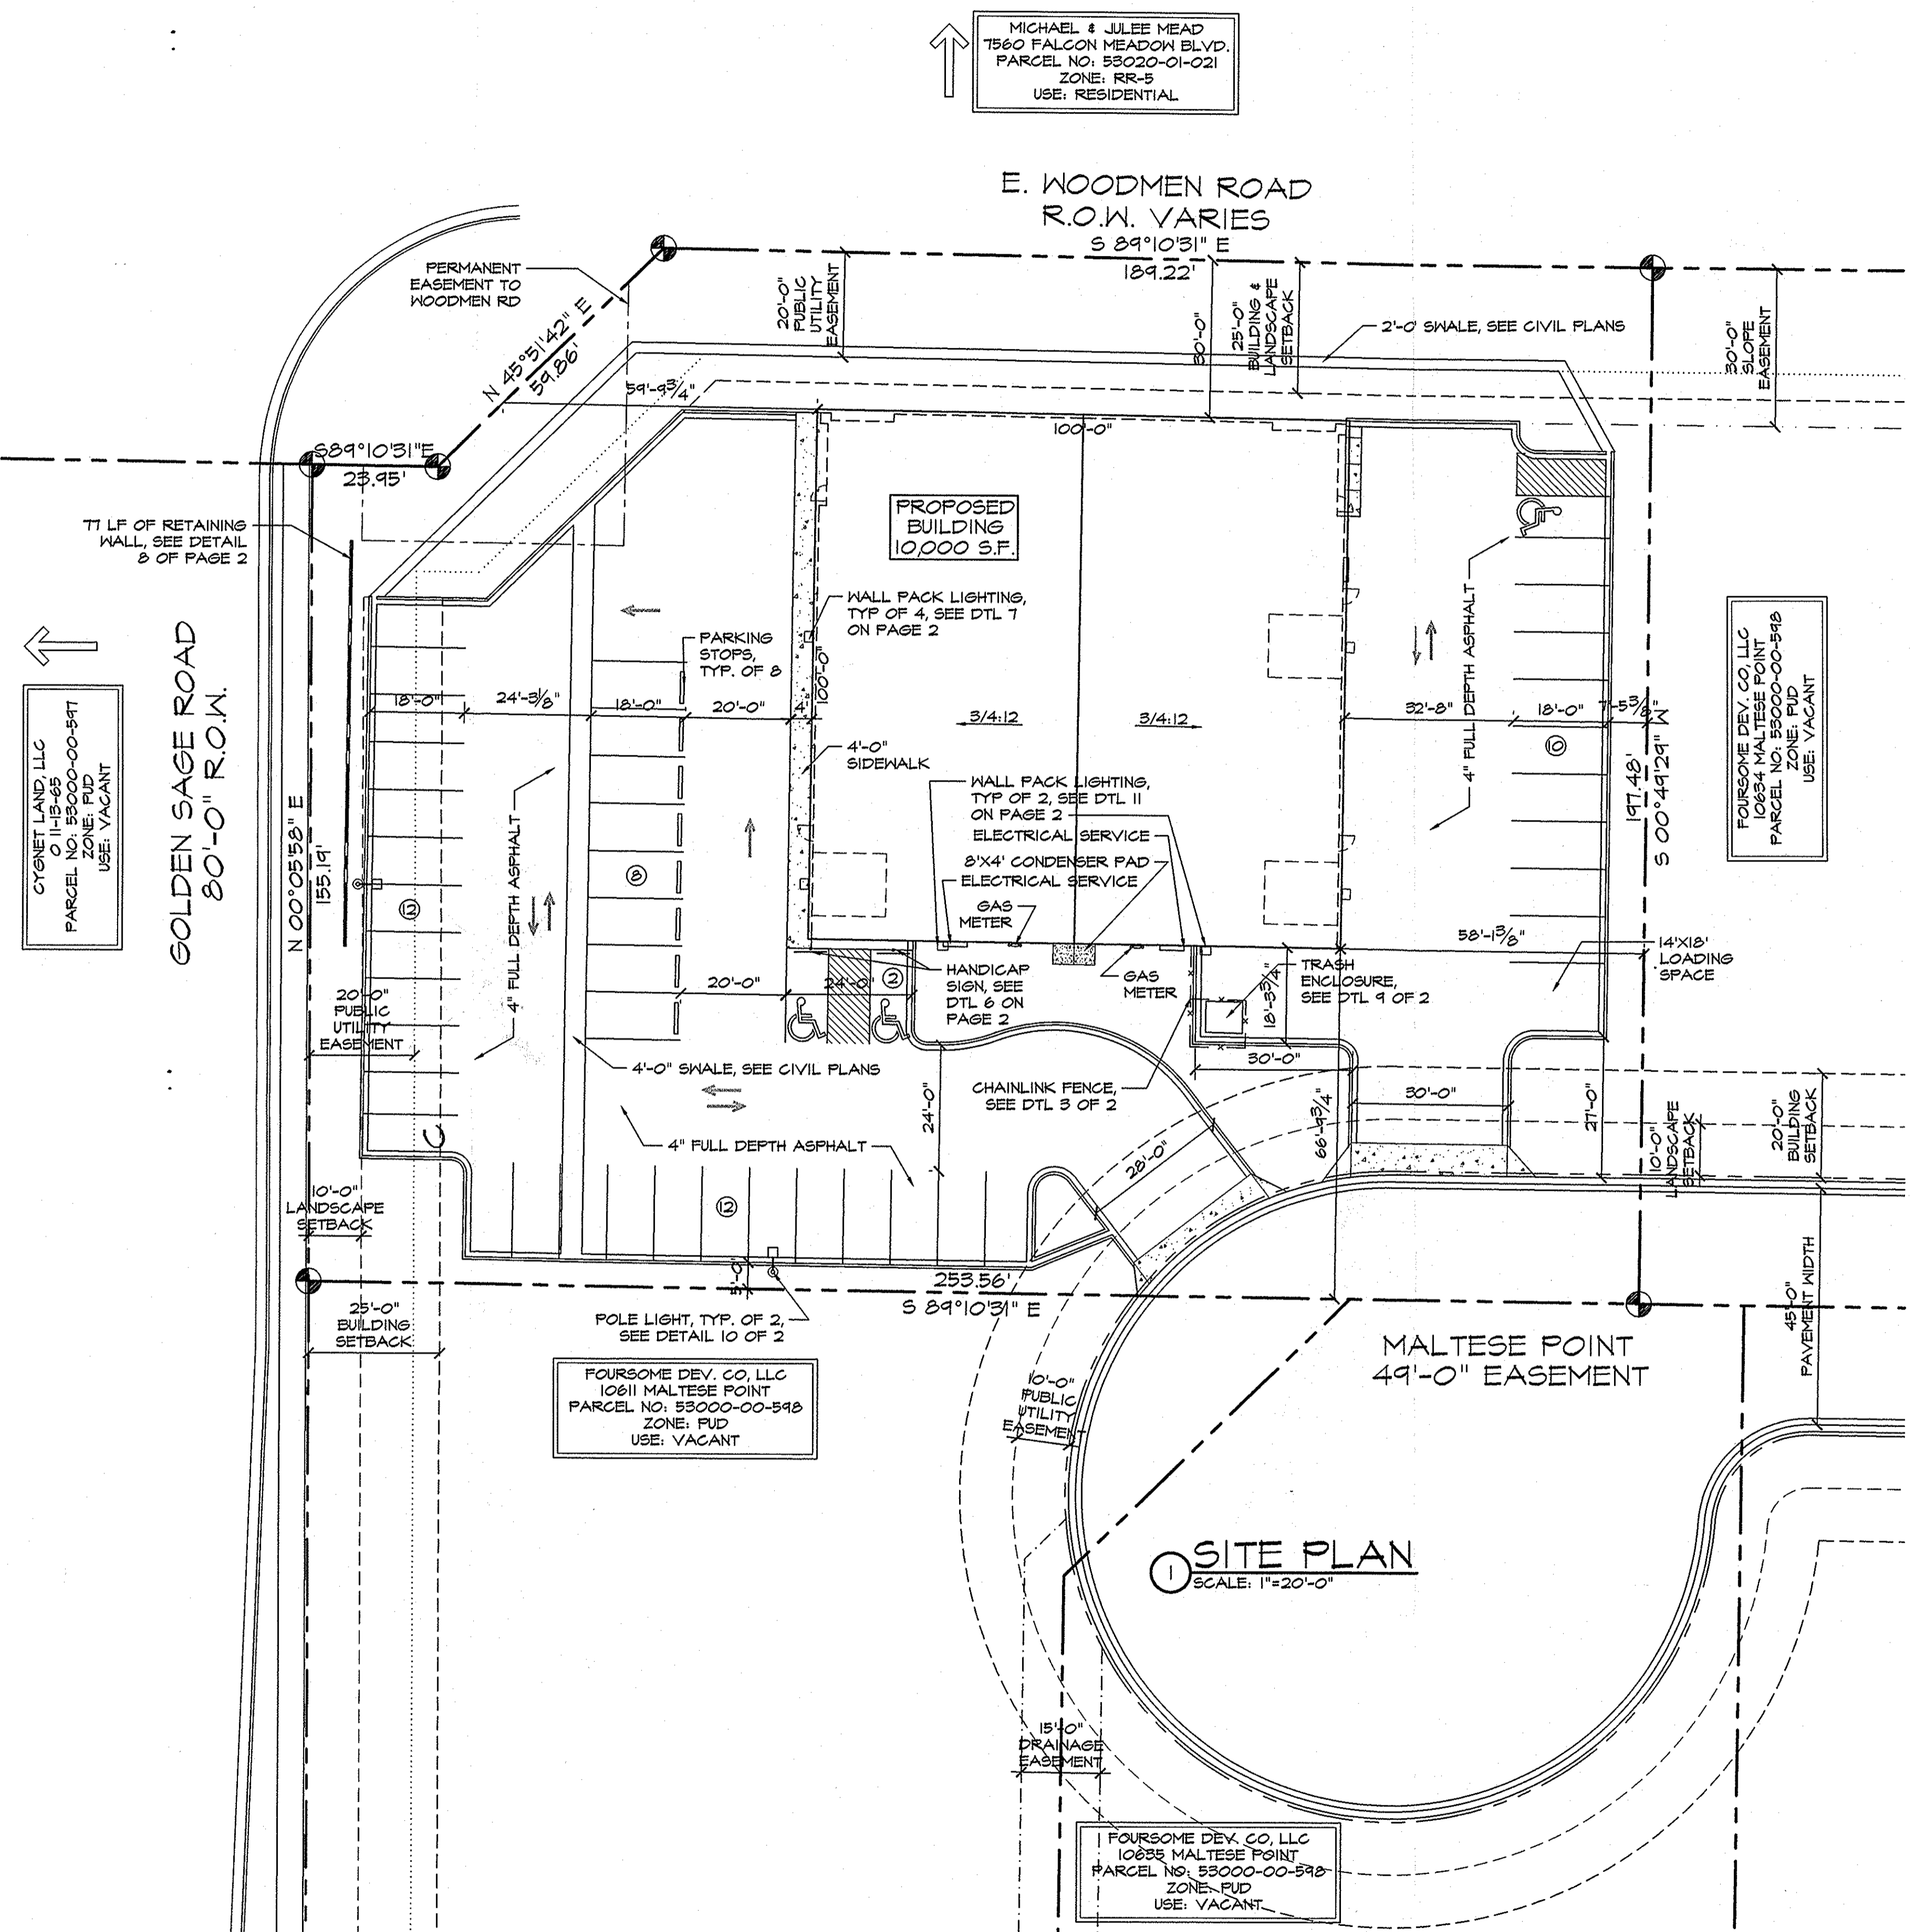 MICHAEL & JULEE MEAD
7560 FALCON MEADOW BLVD.
PARCEL NO: 53020-01-021
ZONE: RR-5
USE: RESIDENTIAL
E. WOODMEN ROAD
R.O.W. VARIES
S 89°10'31" E
189.22'
PERMANENT
EASEMENT TO
WOODMEN RD
N 45°51'42" E
59.86'
20'-0"
PUBLIC
UTILITY
EASEMENT
30'-0"
25'-0"
BUILDING &
LANDSCAPE
SETBACK
2'-0" SWALE, SEE CIVIL PLANS
30'-0"
SLOPE
EASEMENT
59'-9 3/4"
100'-0"
S89°10'31"E
23.95'
77 LF OF RETAINING
WALL, SEE DETAIL
8 OF PAGE 2
PROPOSED
BUILDING
10,000 S.F.
WALL PACK LIGHTING,
TYP OF 4, SEE DTL 7
ON PAGE 2
PARKING
STOPS,
TYP. OF 8
100'-0"
4" FULL DEPTH ASPHALT
CYGNET LAND, LLC
0 11-13-65
PARCEL NO: 53000-00-597
ZONE: PUD
USE: VACANT
GOLDEN SAGE ROAD
80'-0" R.O.W.
FOURSOME DEV. CO, LLC
10634 MALTESE POINT
PARCEL NO: 53000-00-598
ZONE: PUD
USE: VACANT
18'-0"
24'-3/8"
18'-0"
20'-0"
4'
3/4:12
3/4:12
32'-8"
18'-0"
7'-5 3/8"
10
4'-0"
SIDEWALK
WALL PACK LIGHTING,
TYP OF 2, SEE DTL 11
ON PAGE 2
ELECTRICAL SERVICE
8'X4' CONDENSER PAD
ELECTRICAL SERVICE
GAS
METER
197.48'
S 00°49'29" W
N 00°05'58" E
155.19'
4" FULL DEPTH ASPHALT
8
12
58'-1 3/8"
14'X18'
LOADING
SPACE
HANDICAP
SIGN, SEE
DTL 6 ON
PAGE 2
2
20'-0"
24'-0"
GAS
METER
18'-3 3/4"
TRASH
ENCLOSURE,
SEE DTL 9 OF 2
20'-0"
PUBLIC
UTILITY
EASEMENT
4'-0" SWALE, SEE CIVIL PLANS
24'-0"
CHAINLINK FENCE,
SEE DTL 3 OF 2
30'-0"
30'-0"
66'-9 3/4"
27'-0"
10'-0"
LANDSCAPE
SETBACK
20'-0"
BUILDING
SETBACK
C
4" FULL DEPTH ASPHALT
28'-0"
12
10'-0"
LANDSCAPE
SETBACK
5'-0"
253.56'
S 89°10'31" E
25'-0"
BUILDING
SETBACK
POLE LIGHT, TYP. OF 2,
SEE DETAIL 10 OF 2
45'-0"
PAVEMENT WIDTH
MALTESE POINT
49'-0" EASEMENT
FOURSOME DEV. CO, LLC
10611 MALTESE POINT
PARCEL NO: 53000-00-598
ZONE: PUD
USE: VACANT
10'-0"
PUBLIC
UTILITY
EASEMENT
1
SITE PLAN
SCALE: 1"=20'-0"
15'-0"
DRAINAGE
EASEMENT
FOURSOME DEV. CO, LLC
10635 MALTESE POINT
PARCEL NO: 53000-00-598
ZONE: PUD
USE: VACANT